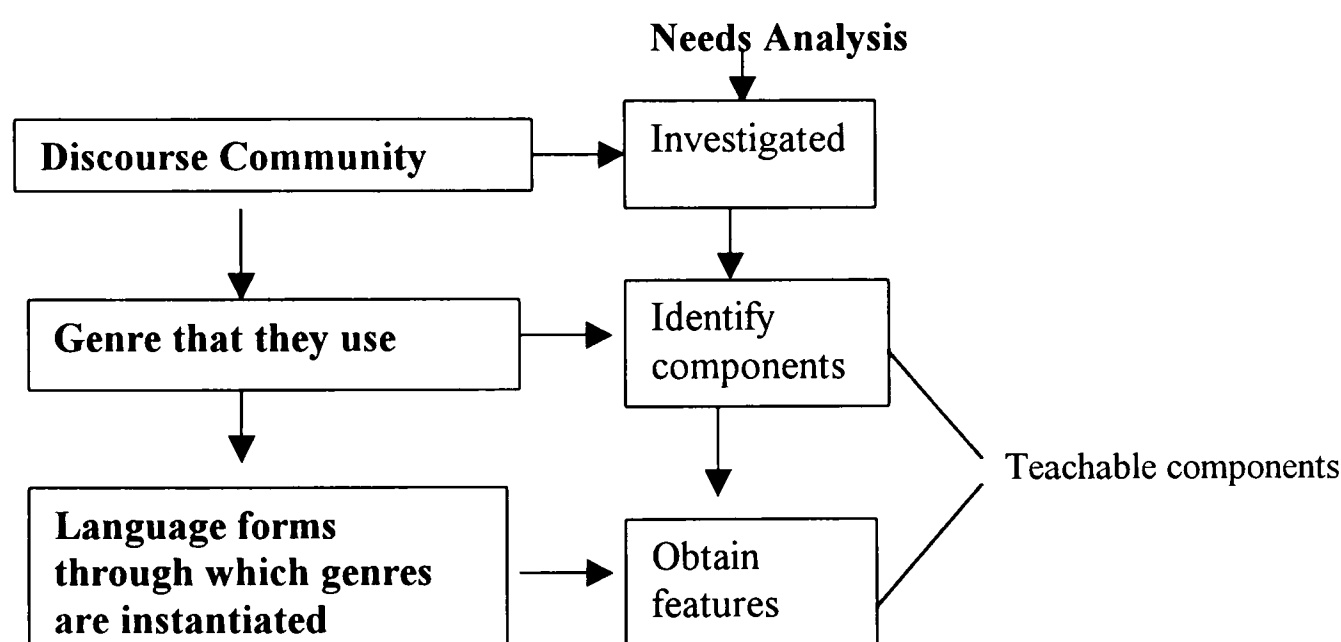 Needs Analysis
Discourse Community
Investigated
Genre that they use
Identify
components
Teachable components
Language forms
through which genres
are instantiated
Obtain
features